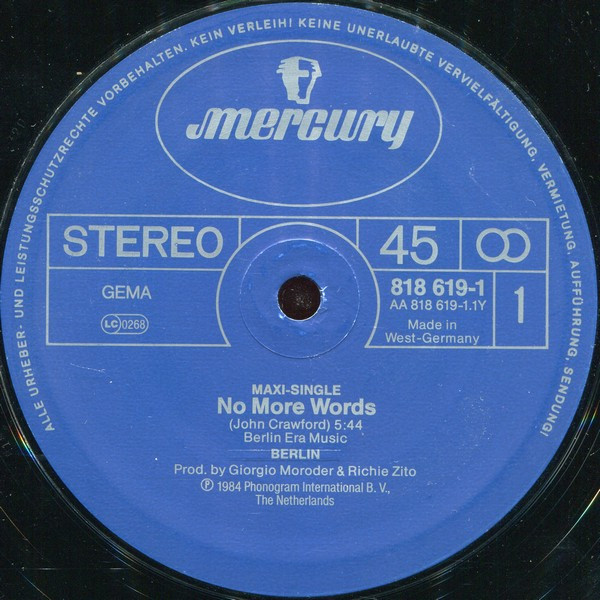 ALLE URHEBER- UND LEISTUNGSSCHUTZRECHTE VORBEHALTEN. KEIN VERLEIH! KEINE UNERLAUBTE VERVIELFÄLTIGUNG, VERMIETUNG, AUFFÜHRUNG, SENDUNG!
mercury
STEREO
45
GEMA
LC 0268
818 619-1
AA 818 619-1.1Y
Made in
West-Germany
1
MAXI-SINGLE
No More Words
(John Crawford) 5:44
Berlin Era Music
BERLIN
Prod. by Giorgio Moroder & Richie Zito
Ⓟ 1984 Phonogram International B. V.,
The Netherlands